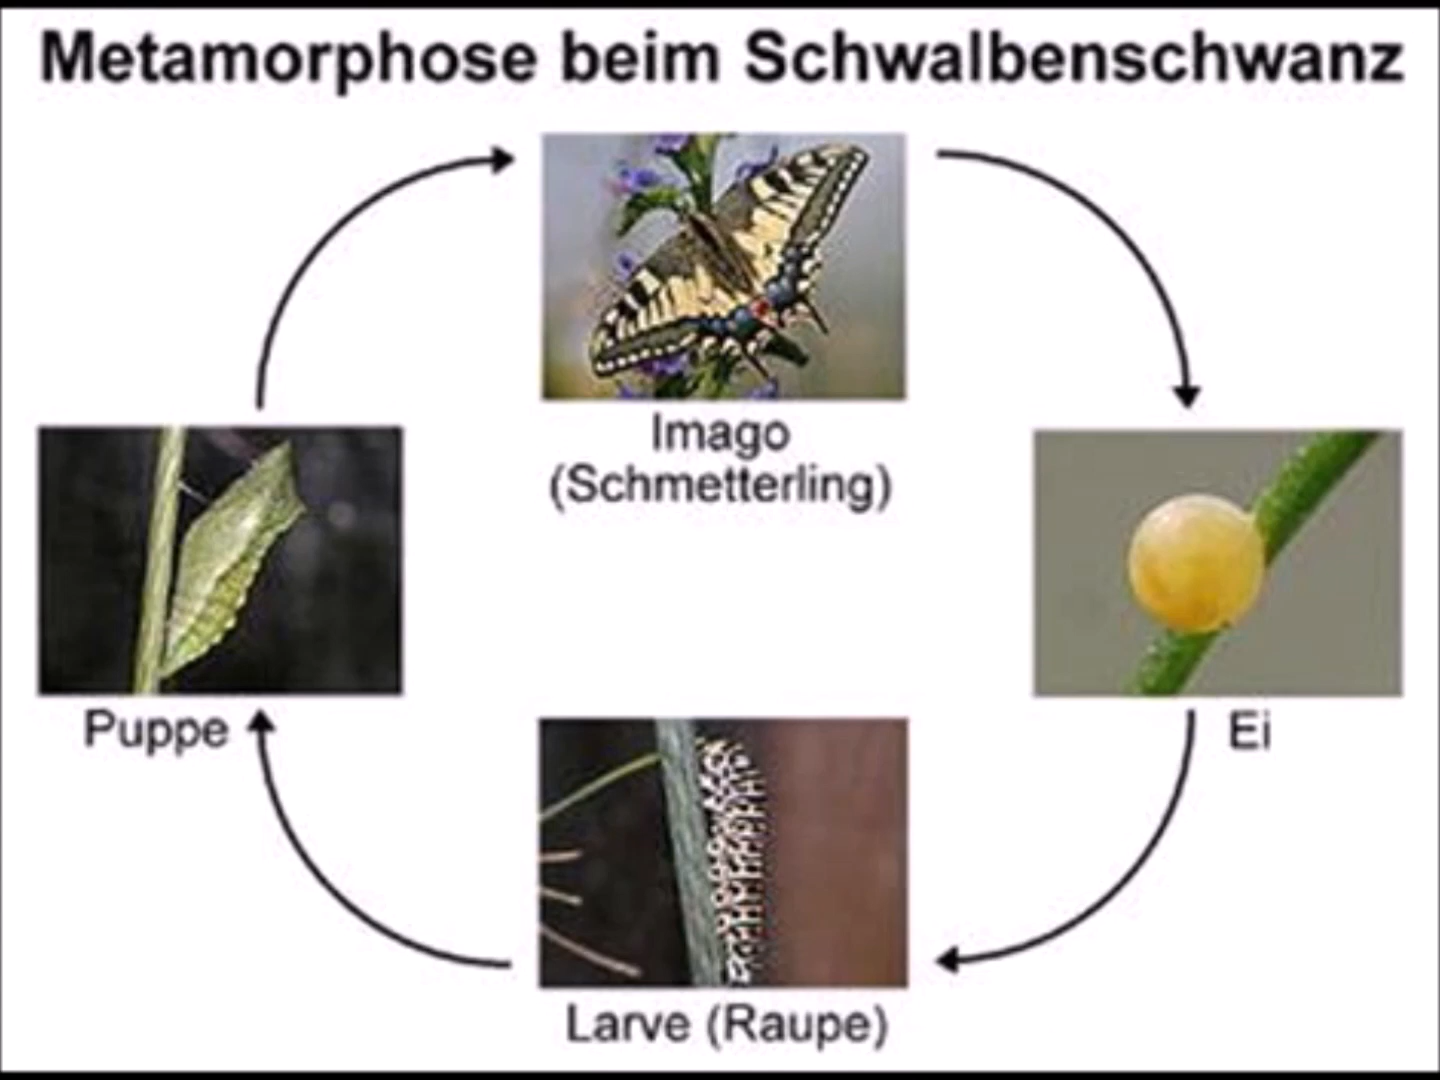 Metamorphose beim Schwalbenschwanz
Imago
(Schmetterling)
Puppe
Ei
Larve (Raupe)